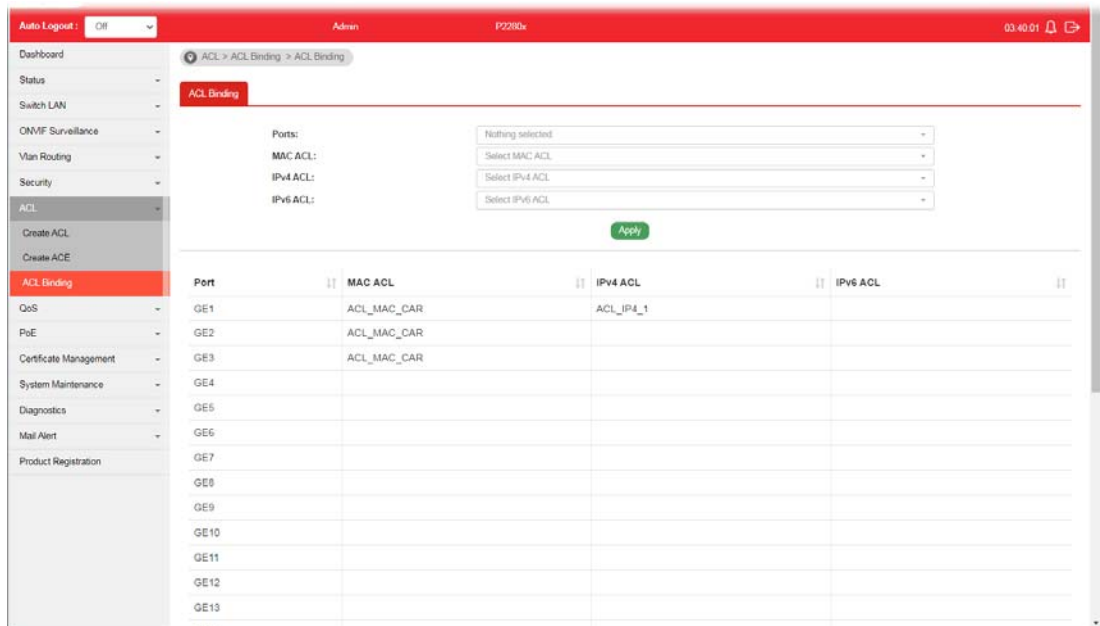 Auto Logout : Off Admin P2280x 03:40:01
Dashboard
Status
Switch LAN
ONVIF Surveillance
Vlan Routing
Security
ACL
Create ACL
Create ACE
ACL Binding
QoS
PoE
Certificate Management
System Maintenance
Diagnostics
Mail Alert
Product Registration
ACL > ACL Binding > ACL Binding
ACL Binding
Ports: Nothing selected
MAC ACL: Select MAC ACL
IPv4 ACL: Select IPv4 ACL
IPv6 ACL: Select IPv6 ACL
Apply
Port MAC ACL IPv4 ACL IPv6 ACL
GE1 ACL_MAC_CAR ACL_IP4_1
GE2 ACL_MAC_CAR
GE3 ACL_MAC_CAR
GE4
GE5
GE6
GE7
GE8
GE9
GE10
GE11
GE12
GE13